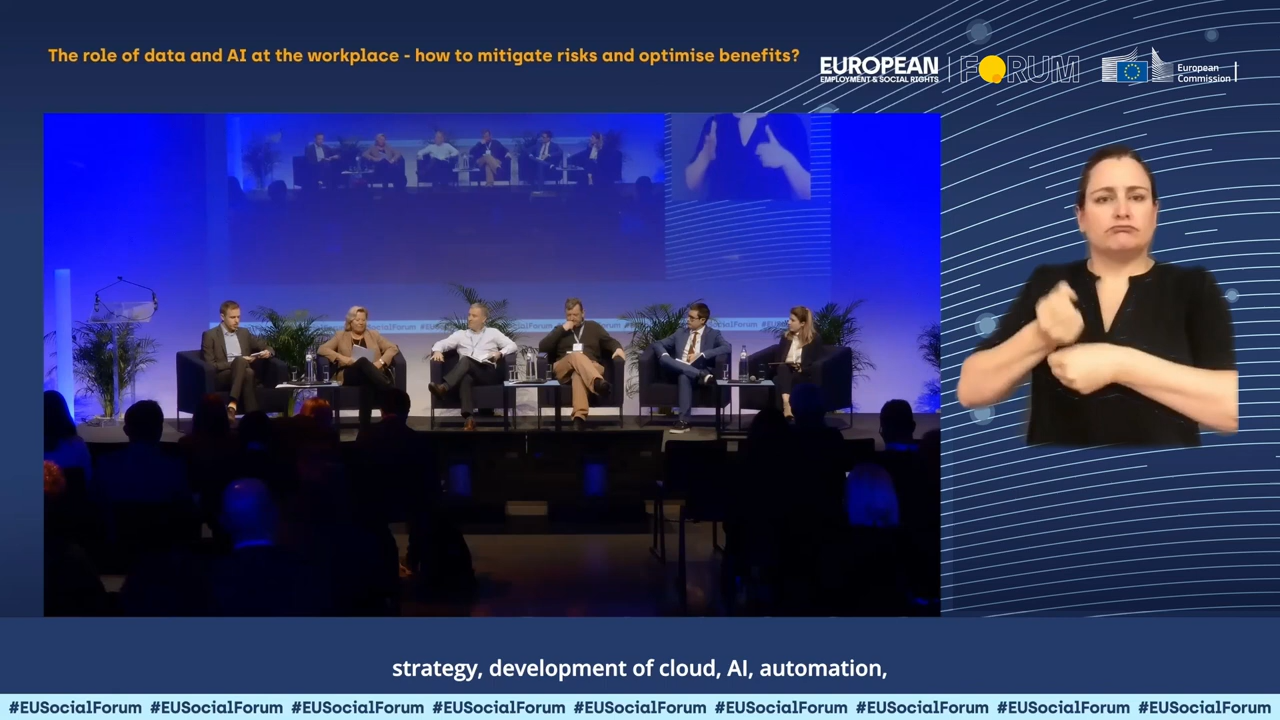 The role of data and AI at the workplace - how to mitigate risks and optimise benefits?
EUROPEAN
EMPLOYMENT & SOCIAL RIGHTS
FORUM
European
Commission
#EUSocialForum
strategy, development of cloud, AI, automation,
#EUSocialForum #EUSocialForum #EUSocialForum #EUSocialForum #EUSocialForum #EUSocialForum #EUSocialForum #EUSocialForum #EUSocialForum